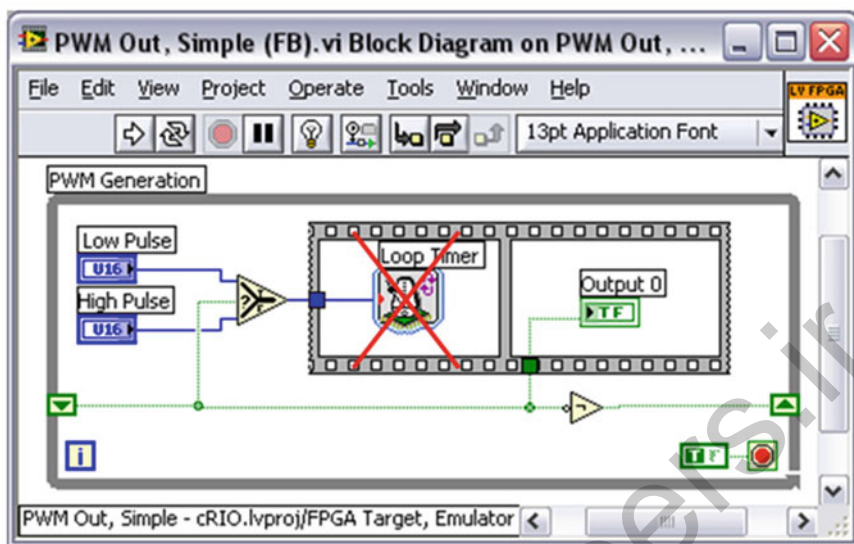 PWM Out, Simple (FB).vi Block Diagram on PWM Out, ...
File Edit View Project Operate Tools Window Help
LV FPGA
13pt Application Font
PWM Generation
Low Pulse
U16
High Pulse
U16
? T F
Loop Timer
Output 0
TF
i
T F
PWM Out, Simple - cRIO.lvproj/FPGA Target, Emulator